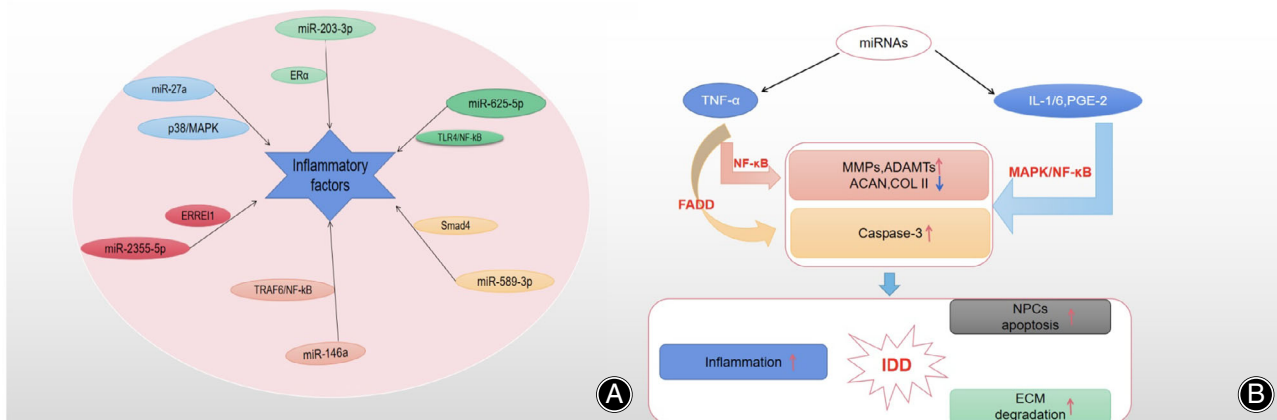 miR-203-3p
ERα
miR-27a
p38/MAPK
miR-625-5p
TLR4/NF-kB
Inflammatory
factors
ERREI1
miR-2355-5p
Smad4
miR-589-3p
TRAF6/NF-kB
miR-146a
A
miRNAs
TNF-α
IL-1/6,PGE-2
NF-κB
MMPs,ADAMTs
ACAN,COL II
MAPK/NF-κB
FADD
Caspase-3
NPCs
apoptosis
Inflammation
IDD
ECM
degradation
B